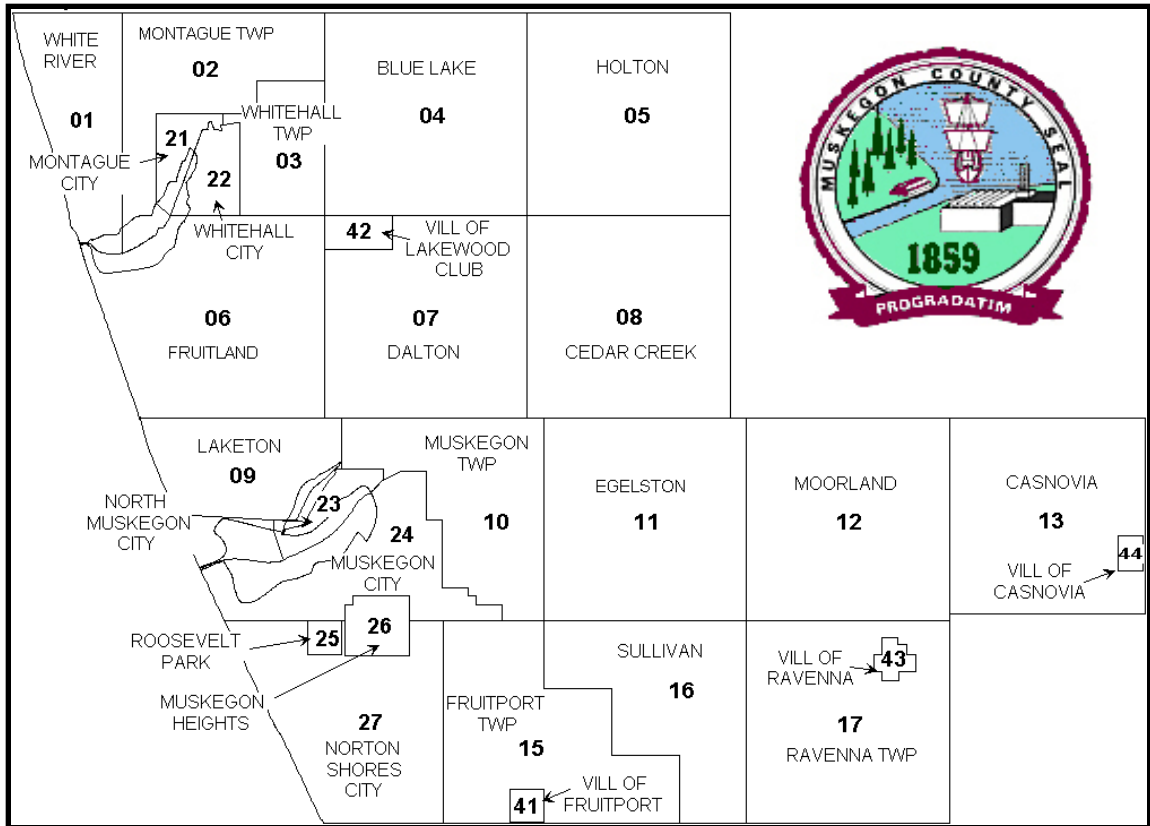 WHITE
RIVER
01
MONTAGUE TWP
02
BLUE LAKE
04
HOLTON
05
WHITEHALL
TWP
03
21
MONTAGUE
CITY
22
WHITEHALL
CITY
42
VILL OF
LAKEWOOD
CLUB
06
FRUITLAND
07
DALTON
08
CEDAR CREEK
MUSKEGON COUNTY SEAL
1859
PROGRADATIM
LAKETON
09
NORTH
MUSKEGON
CITY
23
24
MUSKEGON
CITY
MUSKEGON
TWP
10
EGELSTON
11
MOORLAND
12
CASNOVIA
13
44
VILL OF
CASNOVIA
ROOSEVELT
PARK
25
26
MUSKEGON
HEIGHTS
27
NORTON
SHORES
CITY
FRUITPORT
TWP
15
41
VILL OF
FRUITPORT
SULLIVAN
16
VILL OF
RAVENNA
43
17
RAVENNA TWP